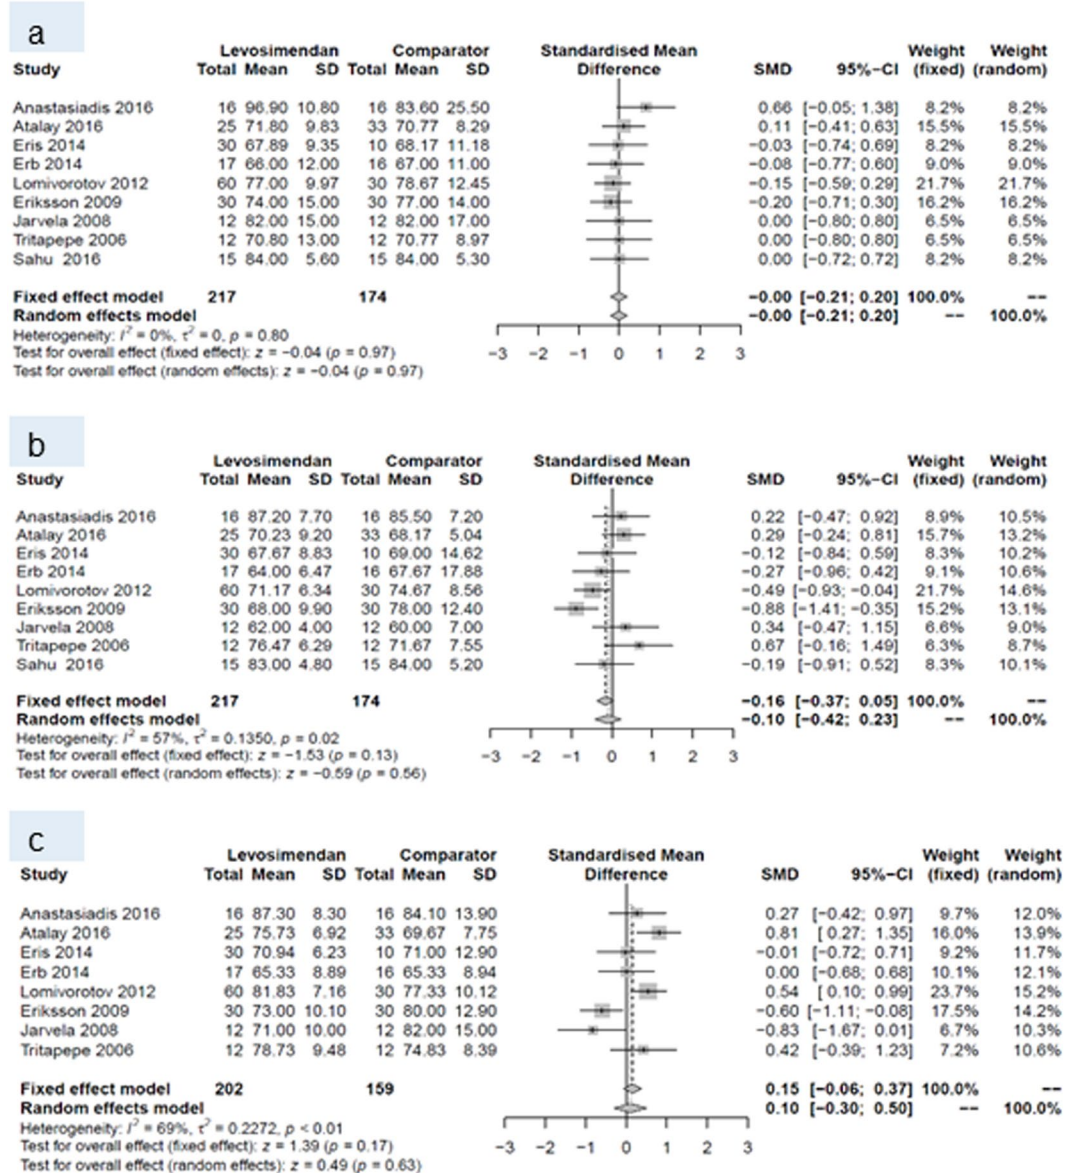 a
Levosimendan Comparator Standardised Mean Weight Weight
Study Total Mean SD Total Mean SD Difference SMD 95%-CI (fixed) (random)
Anastasiadis 2016 16 96.90 10.80 16 83.60 25.50 0.66 [-0.05; 1.38] 8.2% 8.2%
Atalay 2016 25 71.80 9.83 33 70.77 8.29 0.11 [-0.41; 0.63] 15.5% 15.5%
Eris 2014 30 67.89 9.35 10 68.17 11.18 -0.03 [-0.74; 0.69] 8.2% 8.2%
Erb 2014 17 66.00 12.00 16 67.00 11.00 -0.08 [-0.77; 0.60] 9.0% 9.0%
Lomivorotov 2012 60 77.00 9.97 30 78.67 12.45 -0.15 [-0.59; 0.29] 21.7% 21.7%
Eriksson 2009 30 74.00 15.00 30 77.00 14.00 -0.20 [-0.71; 0.30] 16.2% 16.2%
Jarvela 2008 12 82.00 15.00 12 82.00 17.00 0.00 [-0.80; 0.80] 6.5% 6.5%
Tritapepe 2006 12 70.80 13.00 12 70.77 8.97 0.00 [-0.80; 0.80] 6.5% 6.5%
Sahu 2016 15 84.00 5.60 15 84.00 5.30 0.00 [-0.72; 0.72] 8.2% 8.2%
Fixed effect model 217 174 -0.00 [-0.21; 0.20] 100.0% --
Random effects model -0.00 [-0.21; 0.20] -- 100.0%
Heterogeneity: I² = 0%, τ² = 0, p = 0.80
Test for overall effect (fixed effect): z = -0.04 (p = 0.97)
Test for overall effect (random effects): z = -0.04 (p = 0.97)
-3 -2 -1 0 1 2 3
b
Levosimendan Comparator Standardised Mean Weight Weight
Study Total Mean SD Total Mean SD Difference SMD 95%-CI (fixed) (random)
Anastasiadis 2016 16 87.20 7.70 16 85.50 7.20 0.22 [-0.47; 0.92] 8.9% 10.5%
Atalay 2016 25 70.23 9.20 33 68.17 5.04 0.29 [-0.24; 0.81] 15.7% 13.2%
Eris 2014 30 67.67 8.83 10 69.00 14.62 -0.12 [-0.84; 0.59] 8.3% 10.2%
Erb 2014 17 64.00 6.47 16 67.67 17.88 -0.27 [-0.96; 0.42] 9.1% 10.6%
Lomivorotov 2012 60 71.17 6.34 30 74.67 8.56 -0.49 [-0.93; -0.04] 21.7% 14.6%
Eriksson 2009 30 68.00 9.90 30 78.00 12.40 -0.88 [-1.41; -0.35] 15.2% 13.1%
Jarvela 2008 12 62.00 4.00 12 60.00 7.00 0.34 [-0.47; 1.15] 6.6% 9.0%
Tritapepe 2006 12 76.47 6.29 12 71.67 7.55 0.67 [-0.16; 1.49] 6.3% 8.7%
Sahu 2016 15 83.00 4.80 15 84.00 5.20 -0.19 [-0.91; 0.52] 8.3% 10.1%
Fixed effect model 217 174 -0.16 [-0.37; 0.05] 100.0% --
Random effects model -0.10 [-0.42; 0.23] -- 100.0%
Heterogeneity: I² = 57%, τ² = 0.1350, p = 0.02
Test for overall effect (fixed effect): z = -1.53 (p = 0.13)
Test for overall effect (random effects): z = -0.59 (p = 0.56)
-3 -2 -1 0 1 2 3
c
Levosimendan Comparator Standardised Mean Weight Weight
Study Total Mean SD Total Mean SD Difference SMD 95%-CI (fixed) (random)
Anastasiadis 2016 16 87.30 8.30 16 84.10 13.90 0.27 [-0.42; 0.97] 9.7% 12.0%
Atalay 2016 25 75.73 6.92 33 69.67 7.75 0.81 [ 0.27; 1.35] 16.0% 13.9%
Eris 2014 30 70.94 6.23 10 71.00 12.90 -0.01 [-0.72; 0.71] 9.2% 11.7%
Erb 2014 17 65.33 8.89 16 65.33 8.94 0.00 [-0.68; 0.68] 10.1% 12.1%
Lomivorotov 2012 60 81.83 7.16 30 77.33 10.12 0.54 [ 0.10; 0.99] 23.7% 15.2%
Eriksson 2009 30 73.00 10.10 30 80.00 12.90 -0.60 [-1.11; -0.08] 17.5% 14.2%
Jarvela 2008 12 71.00 10.00 12 82.00 15.00 -0.83 [-1.67; 0.01] 6.7% 10.3%
Tritapepe 2006 12 78.73 9.48 12 74.83 8.39 0.42 [-0.39; 1.23] 7.2% 10.6%
Fixed effect model 202 159 0.15 [-0.06; 0.37] 100.0% --
Random effects model 0.10 [-0.30; 0.50] -- 100.0%
Heterogeneity: I² = 69%, τ² = 0.2272, p < 0.01
Test for overall effect (fixed effect): z = 1.39 (p = 0.17)
Test for overall effect (random effects): z = 0.49 (p = 0.63)
-3 -2 -1 0 1 2 3